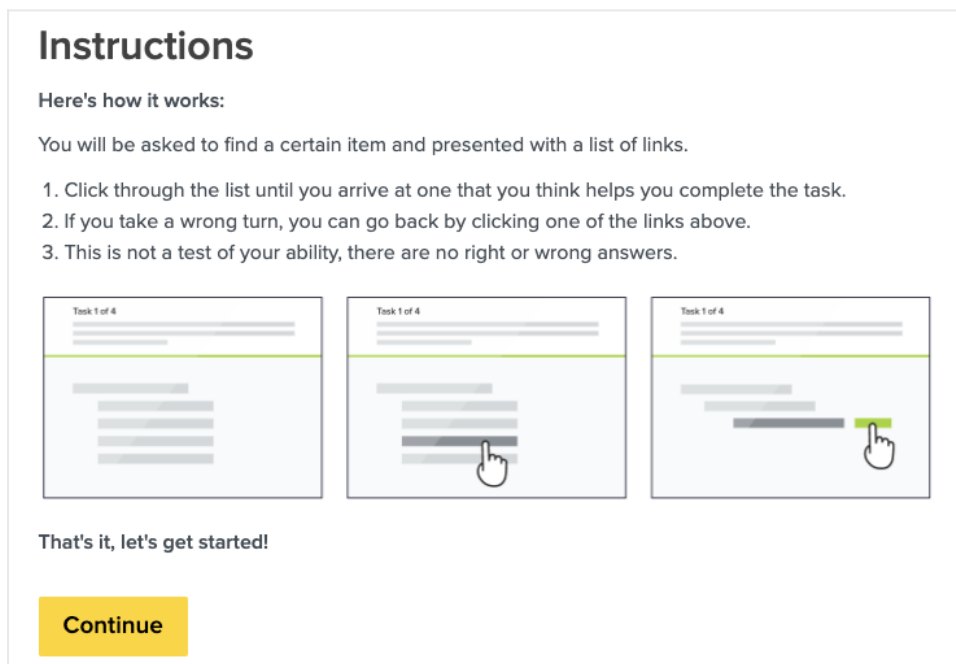 Instructions
Here's how it works:
You will be asked to find a certain item and presented with a list of links.
1. Click through the list until you arrive at one that you think helps you complete the task.
2. If you take a wrong turn, you can go back by clicking one of the links above.
3. This is not a test of your ability, there are no right or wrong answers.
Task 1 of 4
Task 1 of 4
Task 1 of 4
That's it, let's get started!
Continue